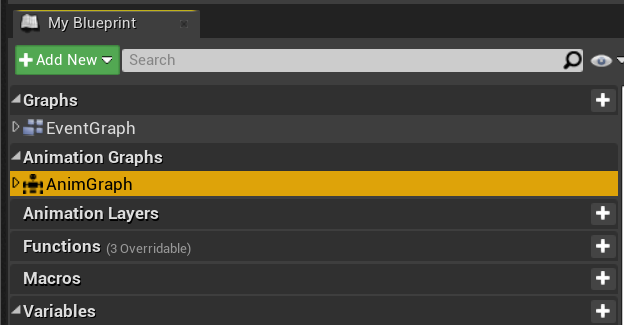 My Blueprint
Add New Search
Graphs
EventGraph
Animation Graphs
AnimGraph
Animation Layers
Functions (3 Overridable)
Macros
Variables